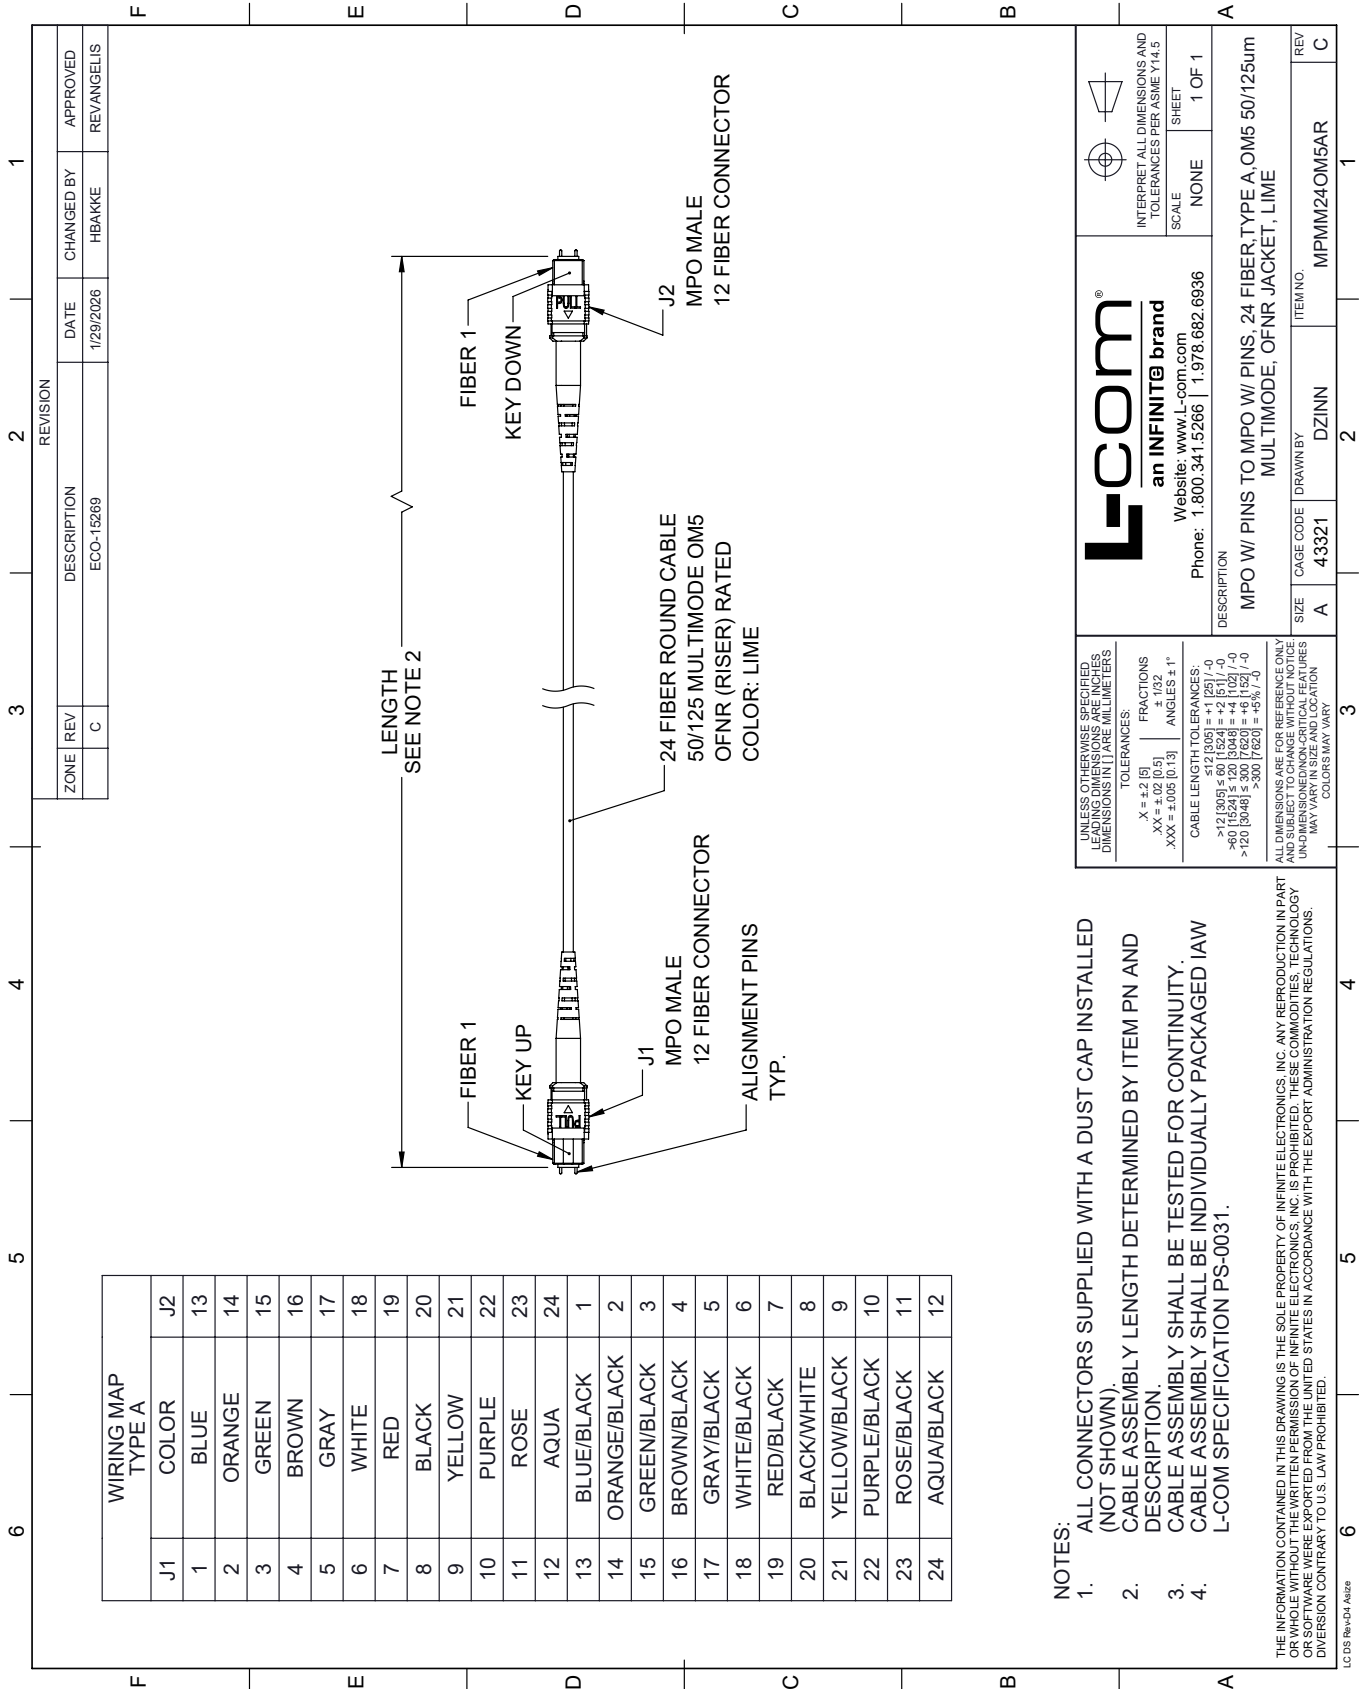 6
5
4
3
2
1
F
E
D
C
B
A
REVISION
ZONE REV DESCRIPTION DATE CHANGED BY APPROVED
C ECO-15269 1/29/2026 HBAKKE REVANGELIS
WIRING MAP
TYPE A
J1 COLOR J2
1 BLUE 13
2 ORANGE 14
3 GREEN 15
4 BROWN 16
5 GRAY 17
6 WHITE 18
7 RED 19
8 BLACK 20
9 YELLOW 21
10 PURPLE 22
11 ROSE 23
12 AQUA 24
13 BLUE/BLACK 1
14 ORANGE/BLACK 2
15 GREEN/BLACK 3
16 BROWN/BLACK 4
17 GRAY/BLACK 5
18 WHITE/BLACK 6
19 RED/BLACK 7
20 BLACK/WHITE 8
21 YELLOW/BLACK 9
22 PURPLE/BLACK 10
23 ROSE/BLACK 11
24 AQUA/BLACK 12
LENGTH
SEE NOTE 2
FIBER 1
KEY UP
PULL
J1
MPO MALE
12 FIBER CONNECTOR
ALIGNMENT PINS
TYP.
24 FIBER ROUND CABLE
50/125 MULTIMODE OM5
OFNR (RISER) RATED
COLOR: LIME
FIBER 1
KEY DOWN
PULL
J2
MPO MALE
12 FIBER CONNECTOR
NOTES:
1. ALL CONNECTORS SUPPLIED WITH A DUST CAP INSTALLED
(NOT SHOWN).
2. CABLE ASSEMBLY LENGTH DETERMINED BY ITEM PN AND
DESCRIPTION.
3. CABLE ASSEMBLY SHALL BE TESTED FOR CONTINUITY.
4. CABLE ASSEMBLY SHALL BE INDIVIDUALLY PACKAGED IAW
L-COM SPECIFICATION PS-0031.
THE INFORMATION CONTAINED IN THIS DRAWING IS THE SOLE PROPERTY OF INFINITE ELECTRONICS, INC. ANY REPRODUCTION IN PART
OR WHOLE WITHOUT THE WRITTEN PERMISSION OF INFINITE ELECTRONICS, INC. IS PROHIBITED. THESE COMMODITIES, TECHNOLOGY
OR SOFTWARE WERE EXPORTED FROM THE UNITED STATES IN ACCORDANCE WITH THE EXPORT ADMINISTRATION REGULATIONS.
DIVERSION CONTRARY TO U.S. LAW PROHIBITED.
UNLESS OTHERWISE SPECIFIED
LEADING DIMENSIONS ARE INCHES
DIMENSIONS IN [ ] ARE MILLIMETERS
TOLERANCES:
.X = ±.2 [5] FRACTIONS
.XX = ±.02 [0.5] ± 1/32
.XXX = ±.005 [0.13] ANGLES ± 1°
CABLE LENGTH TOLERANCES:
≤12 [305] = +1 [25] / -0
>12 [305] ≤ 60 [1524] = +2 [51] / -0
>60 [1524] ≤ 120 [3048] = +4 [102] / -0
>120 [3048] ≤ 300 [7620] = +6 [152] / -0
>300 [7620] = +5% / -0
ALL DIMENSIONS ARE FOR REFERENCE ONLY
AND SUBJECT TO CHANGE WITHOUT NOTICE.
UN-DIMENSIONED/NON-CRITICAL FEATURES
MAY VARY IN SIZE AND LOCATION
COLORS MAY VARY
L-com®
an INFINIT@ brand
Website: www.L-com.com
Phone: 1.800.341.5266 | 1.978.682.6936
INTERPRET ALL DIMENSIONS AND
TOLERANCES PER ASME Y14.5
SCALE SHEET
NONE 1 OF 1
DESCRIPTION
MPO W/ PINS TO MPO W/ PINS, 24 FIBER,TYPE A,OM5 50/125um
MULTIMODE, OFNR JACKET, LIME
SIZE CAGE CODE DRAWN BY ITEM NO. REV
A 43321 DZINN MPMM24OM5AR C
F
E
D
C
B
A
6
5
4
3
2
1
LC DS Rev-D4 Asize